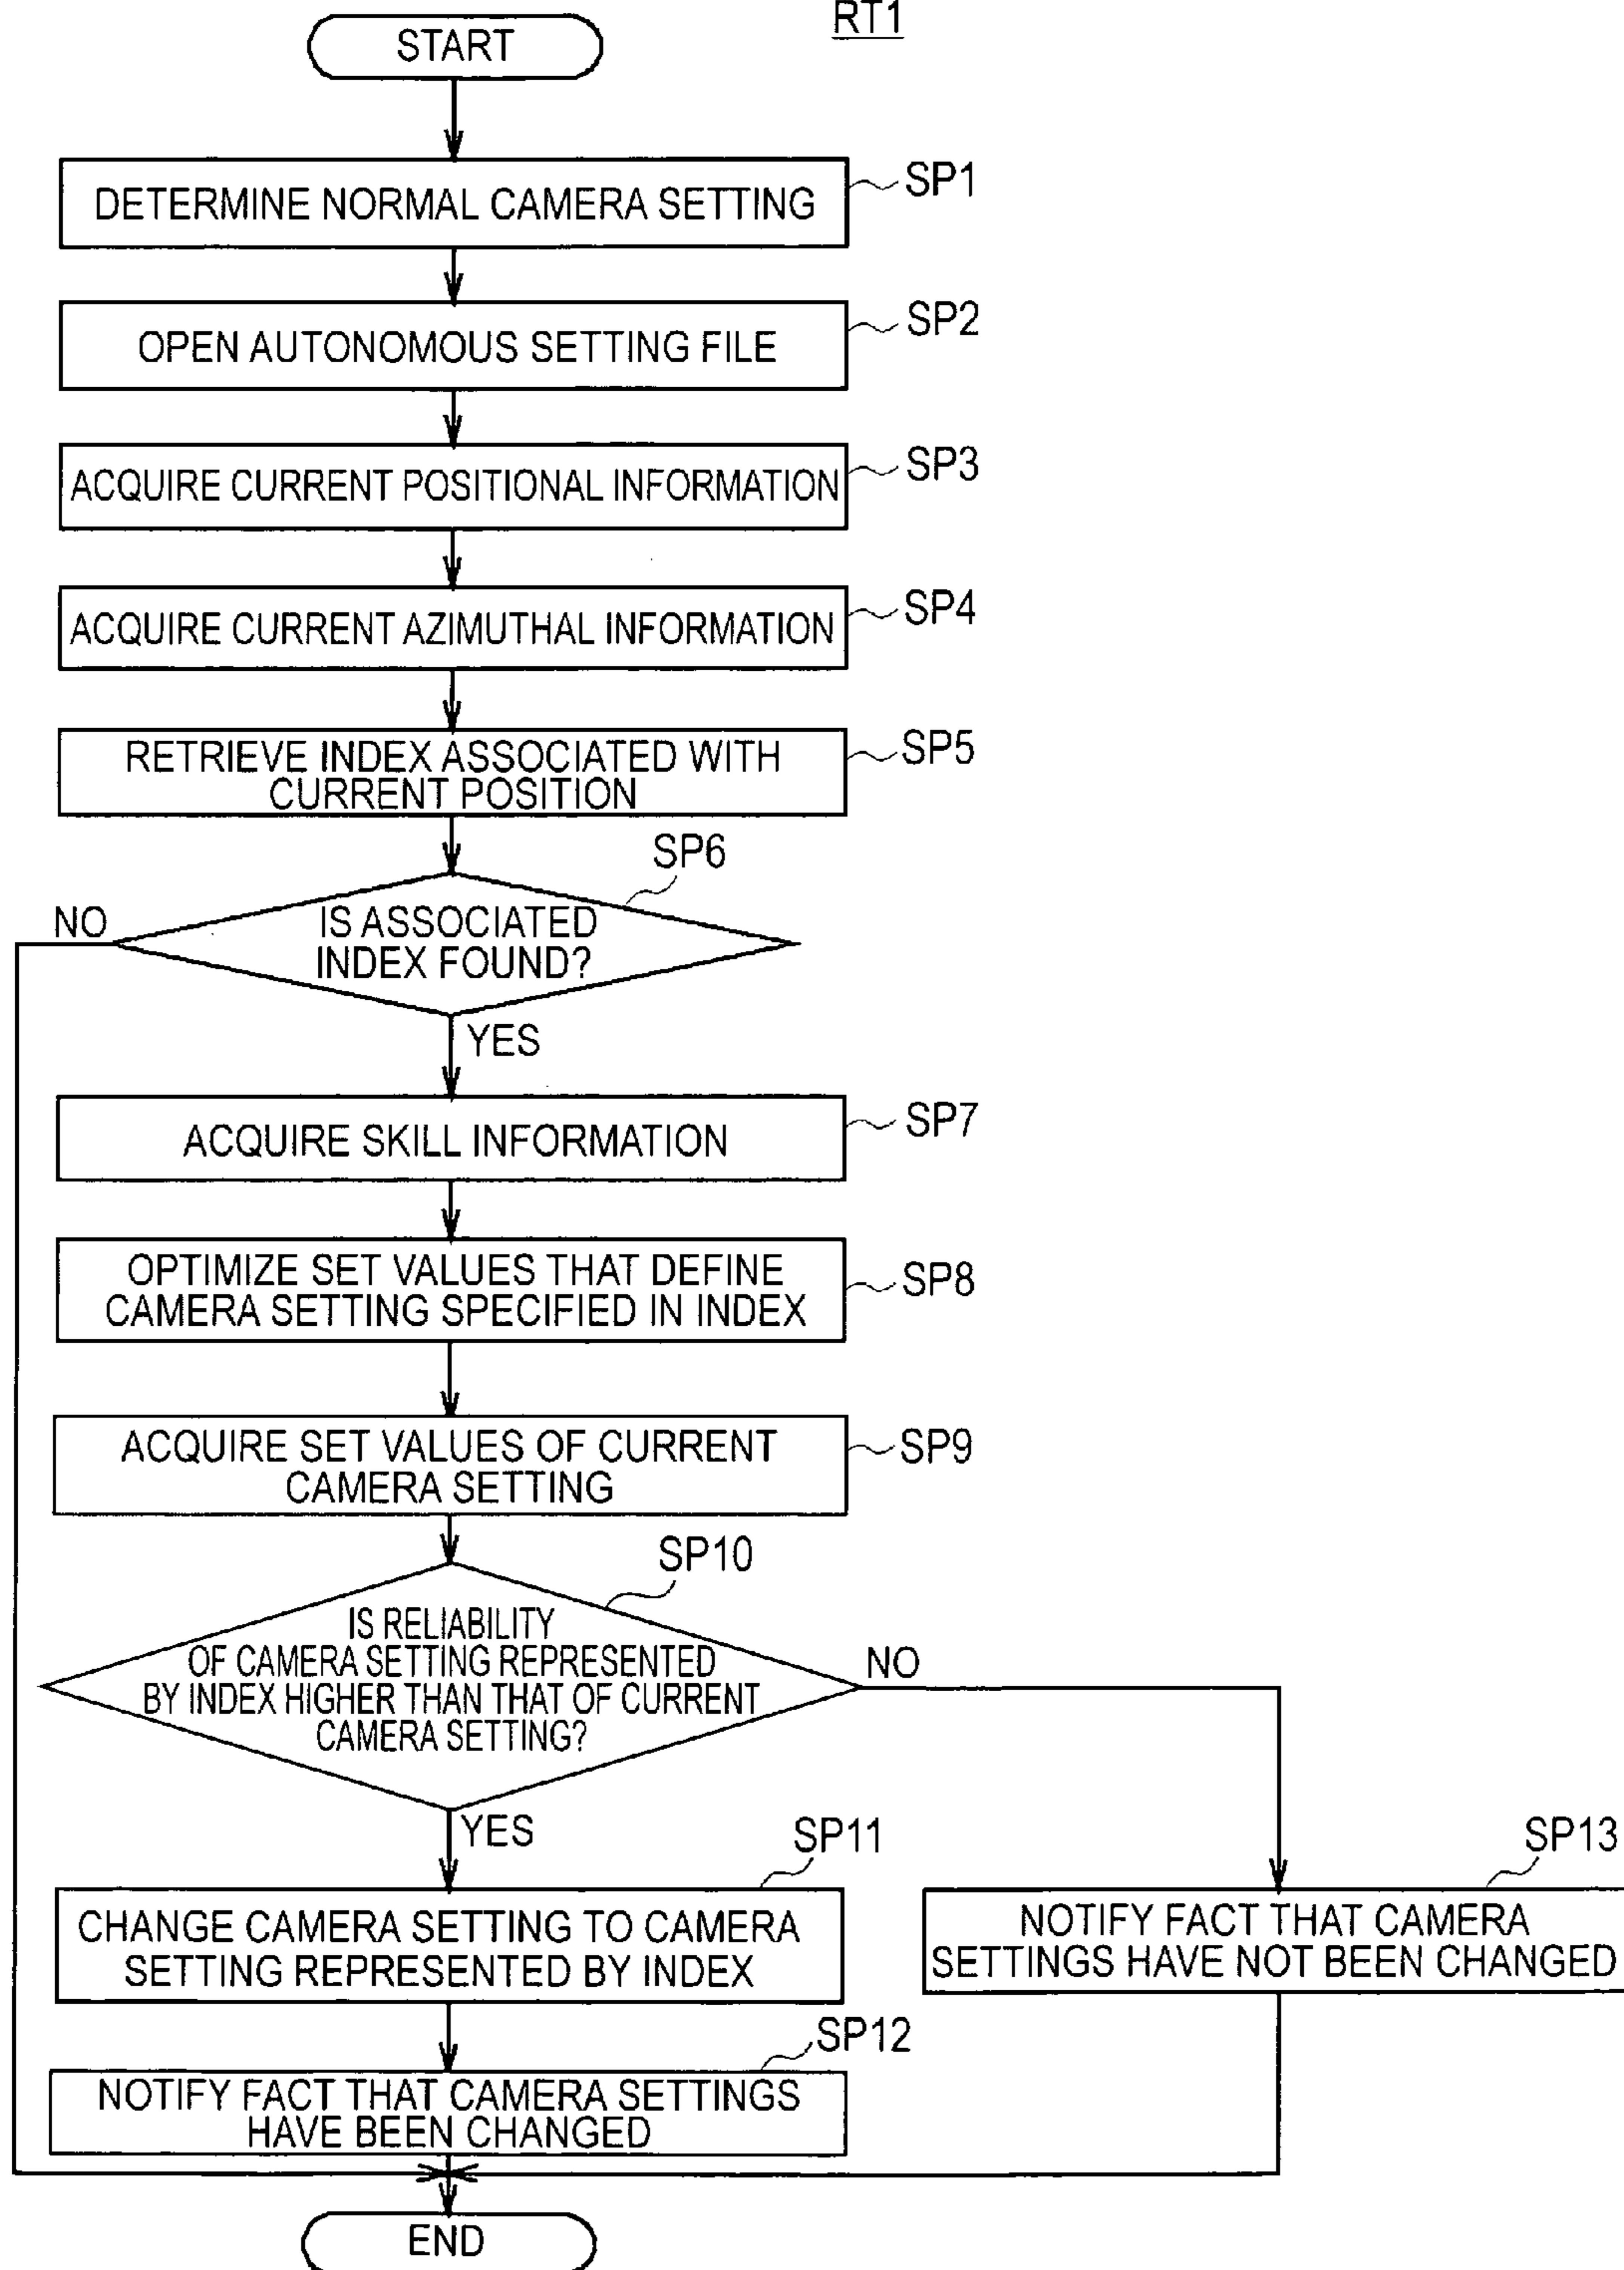 RT1
START
DETERMINE NORMAL CAMERA SETTING
SP1
OPEN AUTONOMOUS SETTING FILE
SP2
ACQUIRE CURRENT POSITIONAL INFORMATION
SP3
ACQUIRE CURRENT AZIMUTHAL INFORMATION
SP4
RETRIEVE INDEX ASSOCIATED WITH
CURRENT POSITION
SP5
SP6
IS ASSOCIATED
INDEX FOUND?
NO
YES
ACQUIRE SKILL INFORMATION
SP7
OPTIMIZE SET VALUES THAT DEFINE
CAMERA SETTING SPECIFIED IN INDEX
SP8
ACQUIRE SET VALUES OF CURRENT
CAMERA SETTING
SP9
SP10
IS RELIABILITY
OF CAMERA SETTING REPRESENTED
BY INDEX HIGHER THAN THAT OF CURRENT
CAMERA SETTING?
NO
YES
SP11
CHANGE CAMERA SETTING TO CAMERA
SETTING REPRESENTED BY INDEX
SP13
NOTIFY FACT THAT CAMERA
SETTINGS HAVE NOT BEEN CHANGED
SP12
NOTIFY FACT THAT CAMERA SETTINGS
HAVE BEEN CHANGED
END